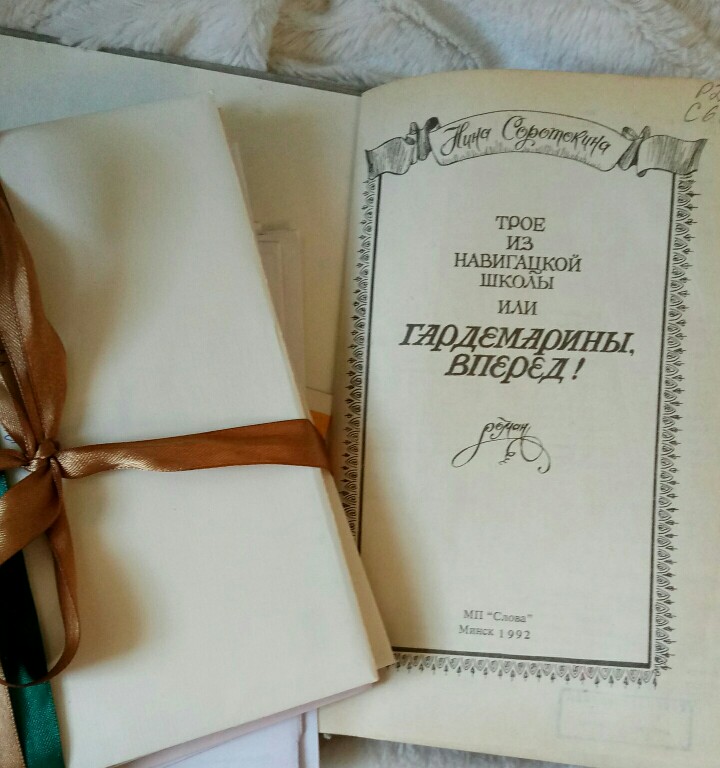 Нина Соротокина
ТРОЕ
ИЗ
НАВИГАЦКОЙ
ШКОЛЫ
ИЛИ
ГАРДЕМАРИНЫ,
ВПЕРЕД!
роман
МП "Слова"
Минск 1992